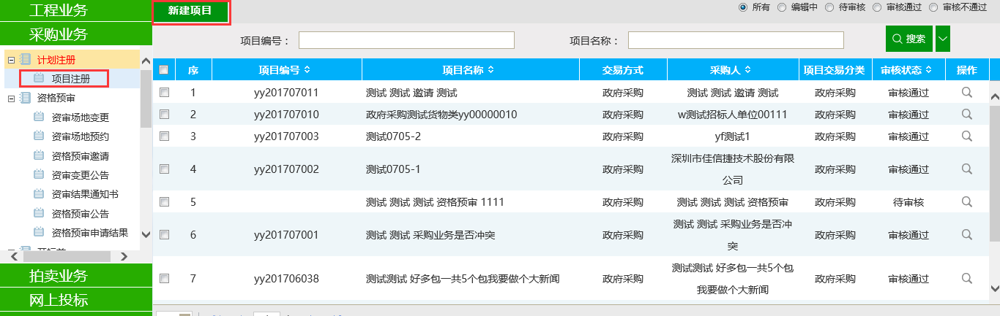 工程业务
采购业务
计划注册
项目注册
资格预审
资审场地变更
资审场地预约
资格预审邀请
资审变更公告
资审结果通知书
资格预审公告
资格预审申请结果
拍卖业务
网上投标
新建项目
所有 编辑中 待审核 审核通过 审核不通过
项目编号： 项目名称： 搜索
序 项目编号 项目名称 交易方式 采购人 项目交易分类 审核状态 操作
1 yy201707011 测试 测试 邀请 测试 政府采购 测试 测试 邀请 测试 政府采购 审核通过
2 yy201707010 政府采购测试货物类yy00000010 政府采购 w测试招标人单位00111 政府采购 审核通过
3 yy201707003 测试0705-2 政府采购 yf测试1 政府采购 审核通过
4 yy201707002 测试0705-1 政府采购 深圳市佳信捷技术股份有限公司 政府采购 审核通过
5 测试 测试 测试 资格预审 1111 政府采购 测试 测试 测试 资格预审 政府采购 待审核
6 yy201707001 测试 测试 采购业务是否冲突 政府采购 测试 测试 采购业务是否冲突 政府采购 审核通过
7 yy201706038 测试测试 好多包一共5个包我要做个大新闻 政府采购 测试测试 好多包一共5个包我要做个大新闻 政府采购 审核通过